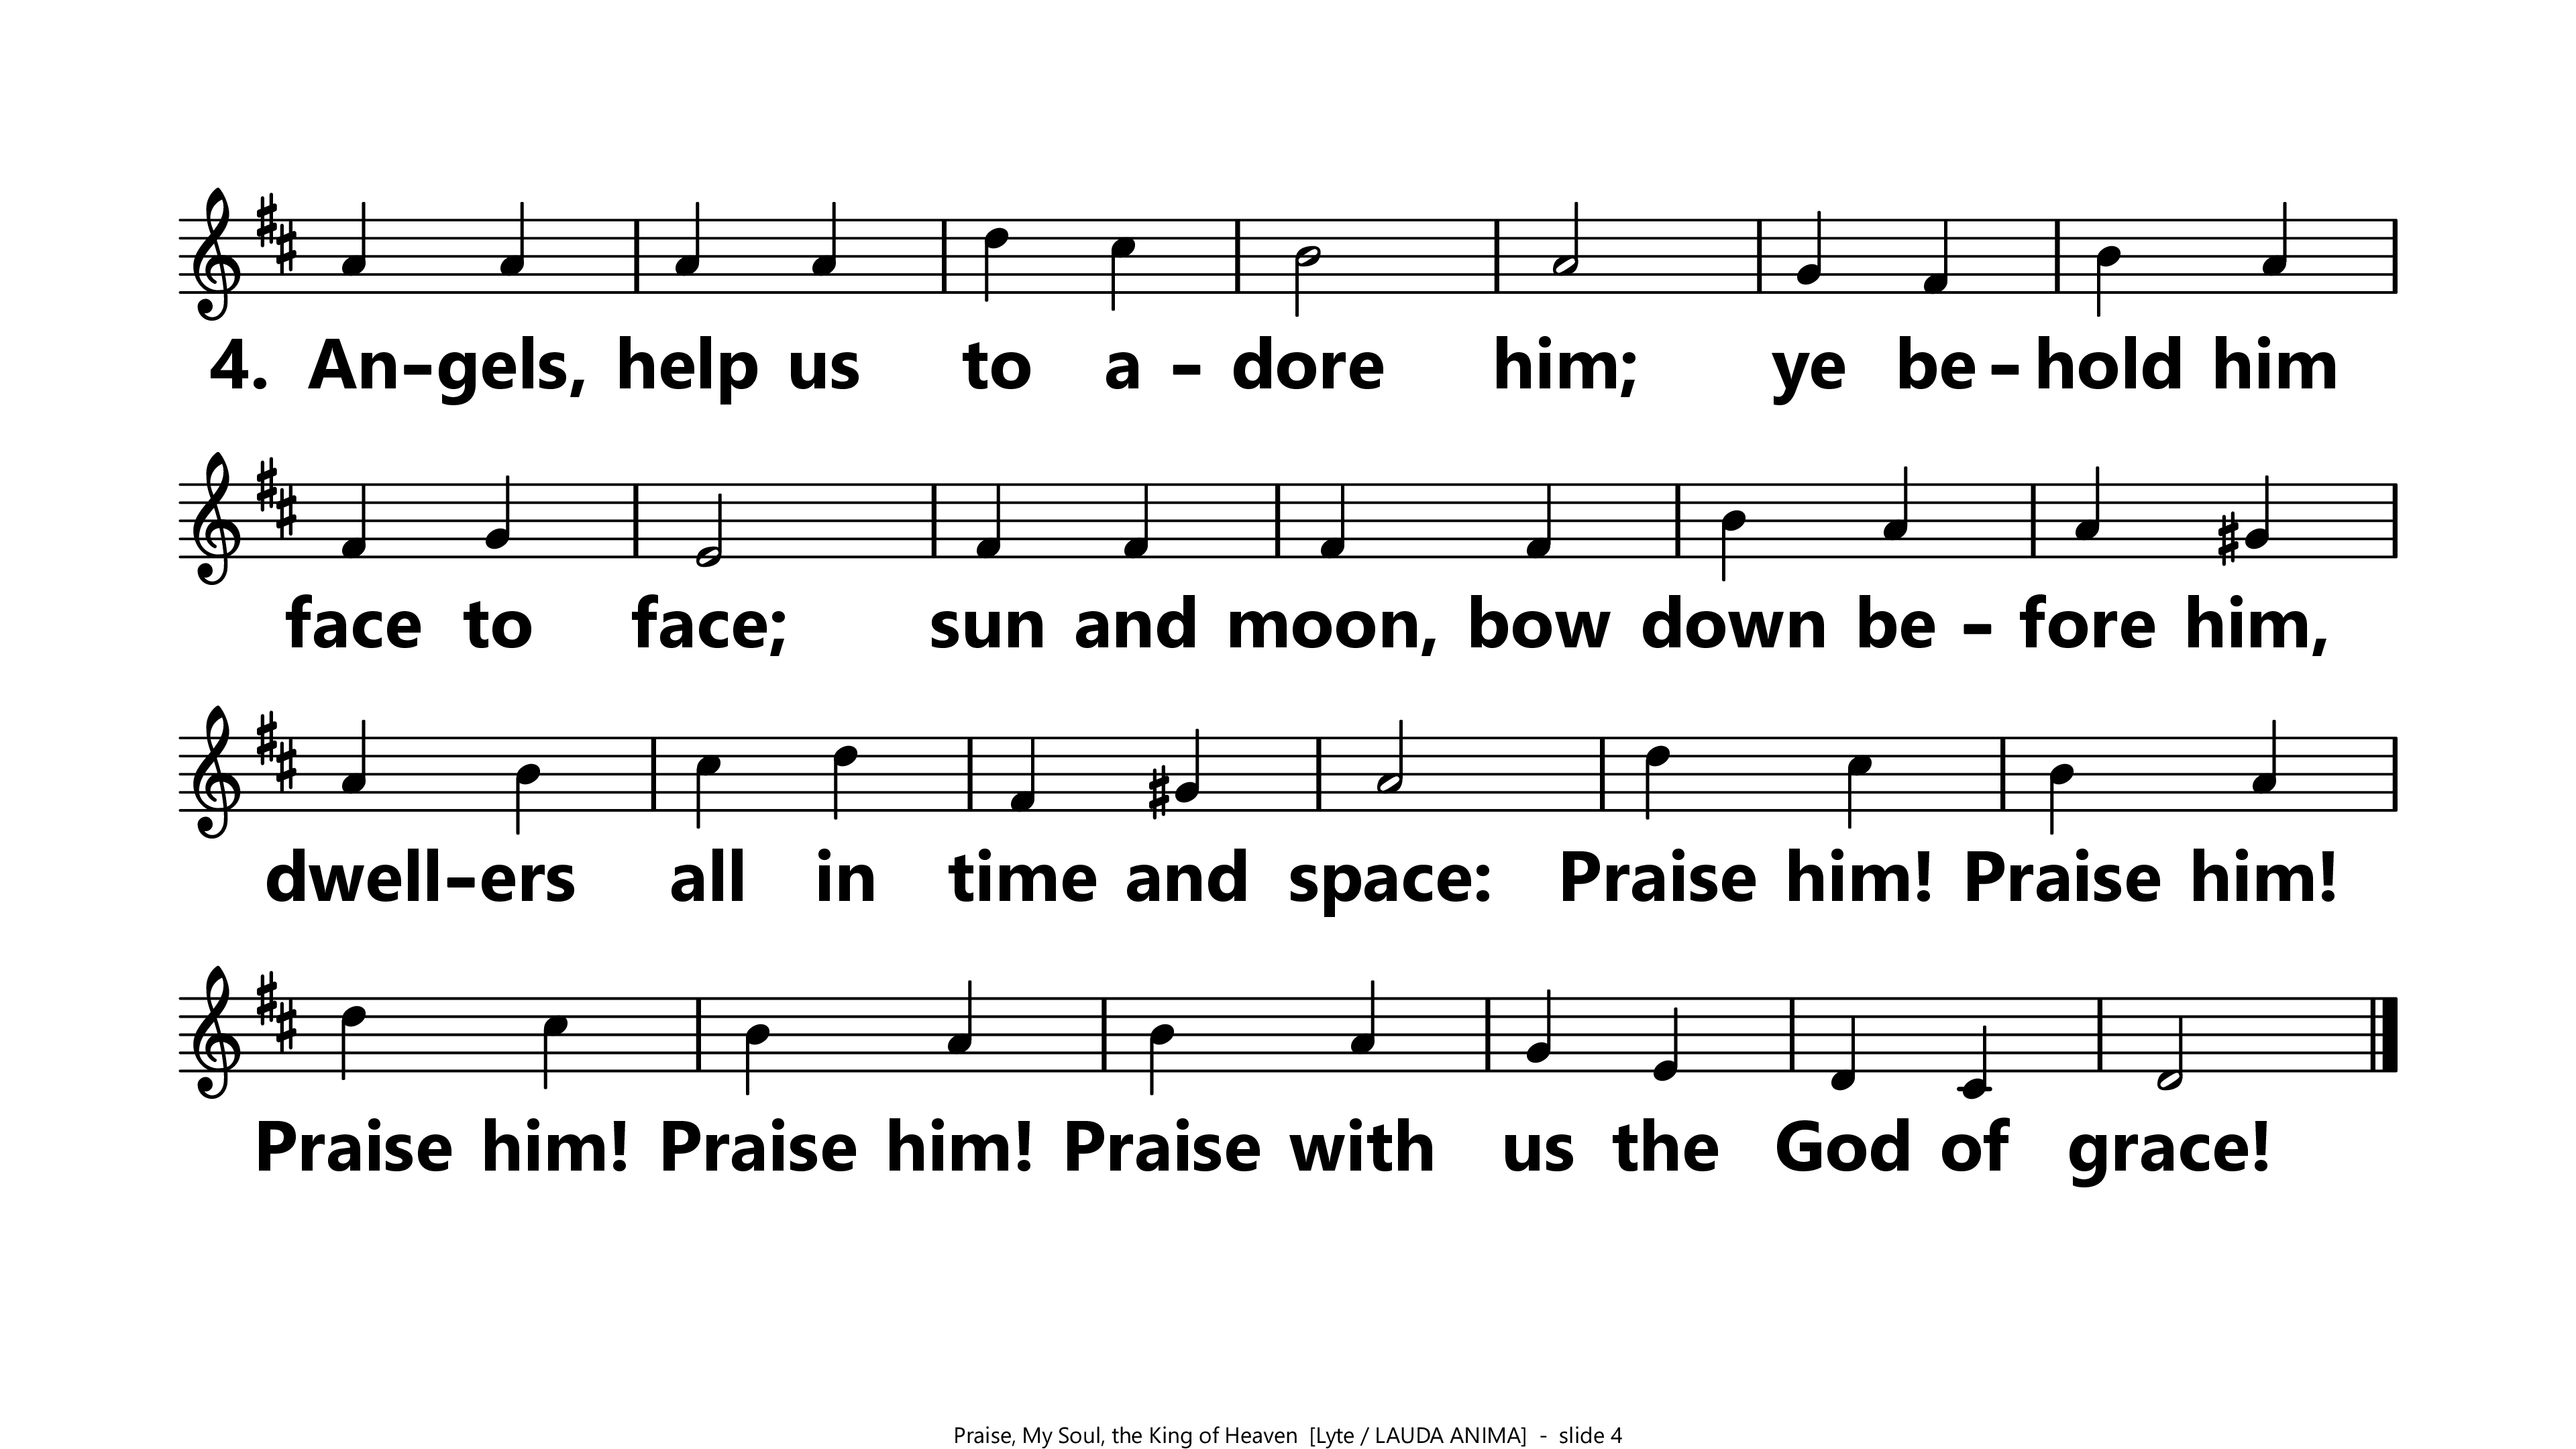 4. An-gels, help us to a - dore him; ye be - hold him
face to face; sun and moon, bow down be - fore him,
dwell-ers all in time and space: Praise him! Praise him!
Praise him! Praise him! Praise with us the God of grace!
Praise, My Soul, the King of Heaven [Lyte / LAUDA ANIMA] - slide 4